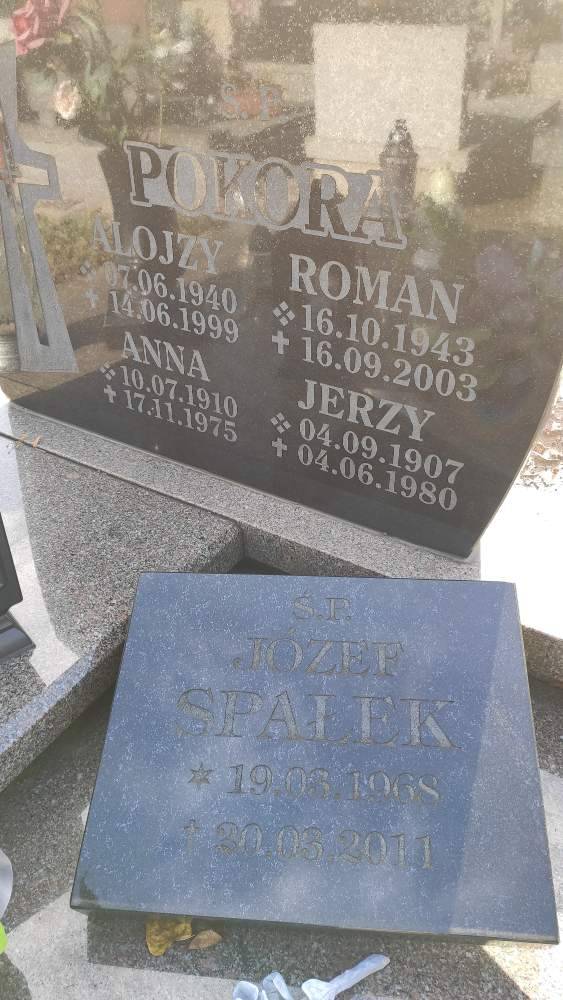 Ś. P.
POKORA
ALOJZY
07.06.1940
✝ 14.06.1999
ROMAN
16.10.1943
✝ 16.09.2003
ANNA
10.07.1910
✝ 17.11.1975
JERZY
04.09.1907
✝ 04.06.1980
Ś.P.
JÓZEF
SPAŁEK
✶ 19.03.1968
✝ 30.03.2011